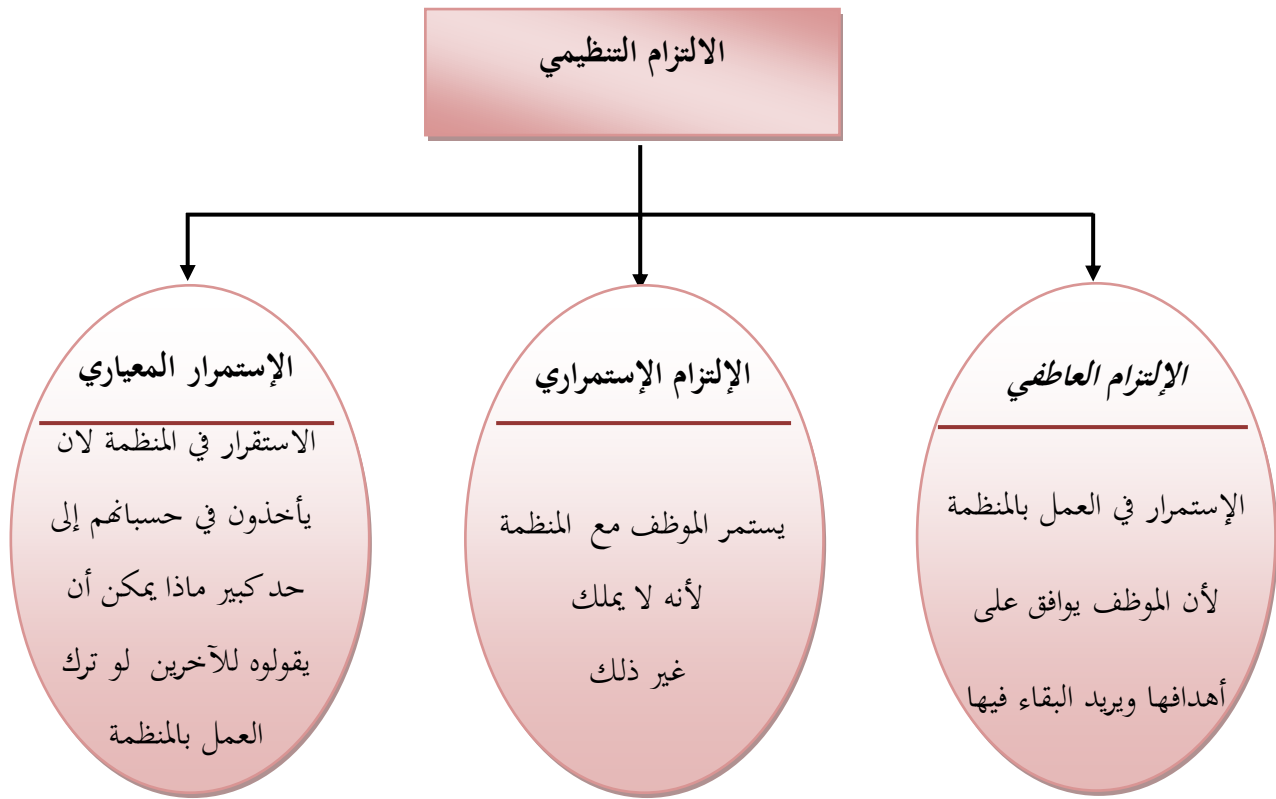 الالتزام التنظيمي
الإلتزام العاطفي
الإستمرار في العمل بالمنظمة
لأن الموظف يوافق على
أهدافها ويريد البقاء فيها
الإلتزام الإستمراري
يستمر الموظف مع المنظمة
لأنه لا يملك
غير ذلك
الإستمرار المعياري
الاستقرار في المنظمة لان
يأخذون في حسبانهم إلى
حد كبير ماذا يمكن أن
يقولوه للآخرين لو ترك
العمل بالمنظمة